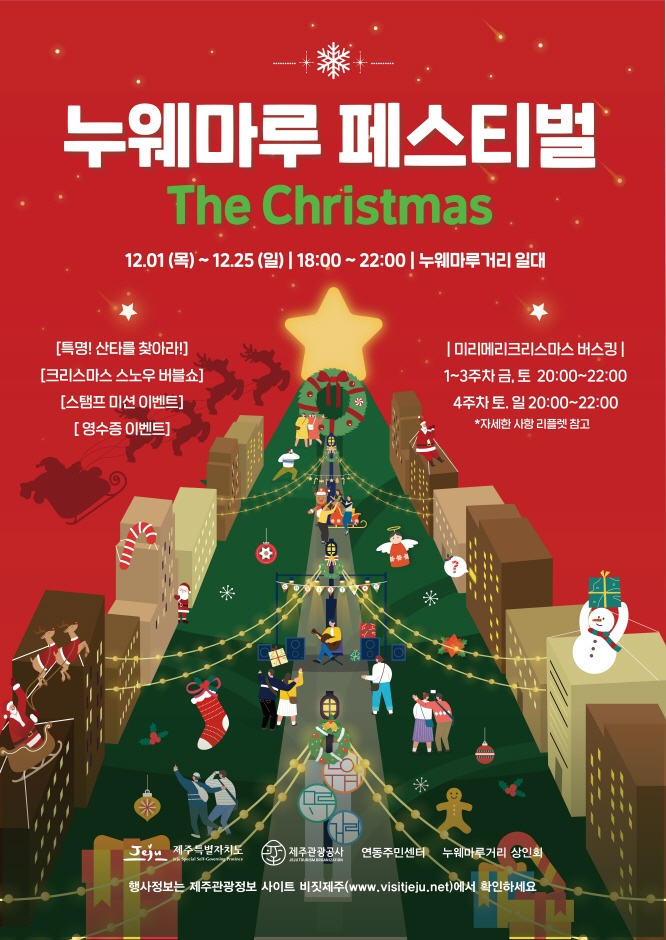 누웨마루 페스티벌
The Christmas
12.01 (목) ~ 12.25 (일) | 18:00 ~ 22:00 | 누웨마루거리 일대
[특명! 산타를 찾아라!]
[크리스마스 스노우 버블쇼]
[스탬프 미션 이벤트]
[ 영수증 이벤트]
| 미리메리크리스마스 버스킹 |
1~3주차 금, 토 20:00~22:00
4주차 토, 일 20:00~22:00
*자세한 사항 리플렛 참고
?
Jeju 제주특별자치도
Jeju Special Self-Governing Province
제주관광공사
JEJU TOURISM ORGANIZATION
연동주민센터
누웨마루거리 상인회
행사정보는 제주관광정보 사이트 비짓제주(www.visitjeju.net)에서 확인하세요